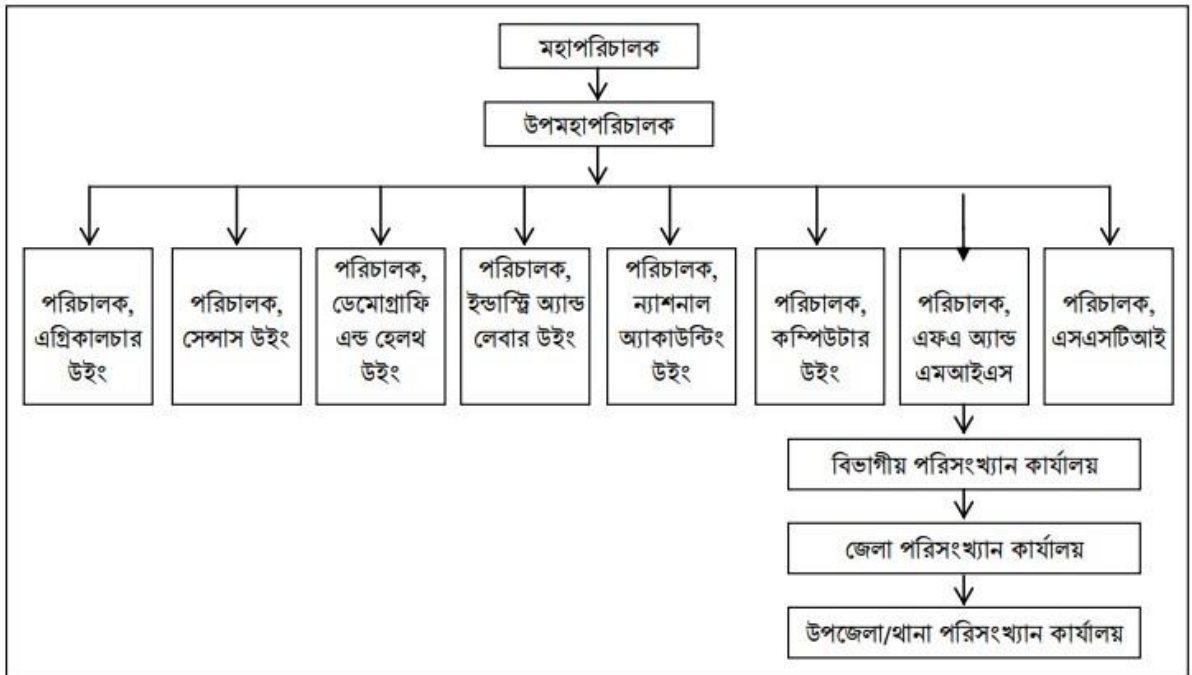 মহাপরিচালক
উপমহাপরিচালক
পরিচালক,
এগ্রিকালচার
উইং
পরিচালক,
সেন্সাস উইং
পরিচালক,
ডেমোগ্রাফি
এন্ড হেলথ
উইং
পরিচালক,
ইন্ডাস্ট্রি অ্যান্ড
লেবার উইং
পরিচালক,
ন্যাশনাল
অ্যাকাউন্টিং
উইং
পরিচালক,
কম্পিউটার
উইং
পরিচালক,
এফএ অ্যান্ড
এমআইএস
পরিচালক,
এসএসটিআই
বিভাগীয় পরিসংখ্যান কার্যালয়
জেলা পরিসংখ্যান কার্যালয়
উপজেলা/থানা পরিসংখ্যান কার্যালয়